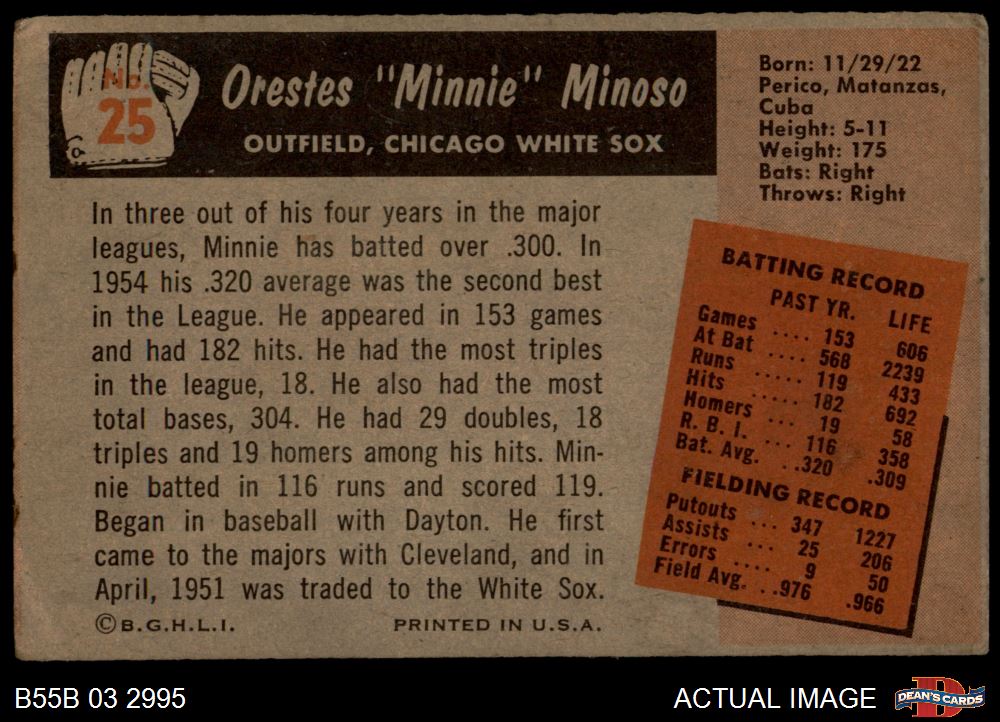 No.
25
Orestes "Minnie" Minoso
OUTFIELD, CHICAGO WHITE SOX
Born: 11/29/22
Perico, Matanzas,
Cuba
Height: 5-11
Weight: 175
Bats: Right
Throws: Right
In three out of his four years in the major
leagues, Minnie has batted over .300. In
1954 his .320 average was the second best
in the League. He appeared in 153 games
and had 182 hits. He had the most triples
in the league, 18. He also had the most
total bases, 304. He had 29 doubles, 18
triples and 19 homers among his hits. Min-
nie batted in 116 runs and scored 119.
Began in baseball with Dayton. He first
came to the majors with Cleveland, and in
April, 1951 was traded to the White Sox.
© B.G.H.L.I. PRINTED IN U.S.A.
BATTING RECORD
PAST YR. LIFE
Games .... 153 606
At Bat .... 568 2239
Runs ..... 119 433
Hits ..... 182 692
Homers ... 19 58
R. B. I. ... 116 358
Bat. Avg. ..320 .309
FIELDING RECORD
Putouts ... 347 1227
Assists ... 25 206
Errors .... 9 50
Field Avg. ..976 .966
B55B 03 2995
ACTUAL IMAGE
D
DEAN'S CARDS